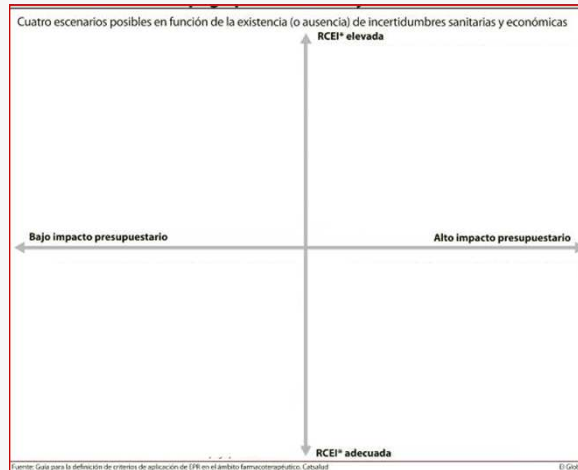 Cuatro escenarios posibles en función de la existencia (o ausencia) de incertidumbres sanitarias y económicas
RCEI* elevada
Bajo impacto presupuestario
Alto impacto presupuestario
RCEI* adecuada
Fuente: Guía para la definición de criterios de aplicación de EPR en el ámbito farmacoterapéutico. Catsalud
El Glo